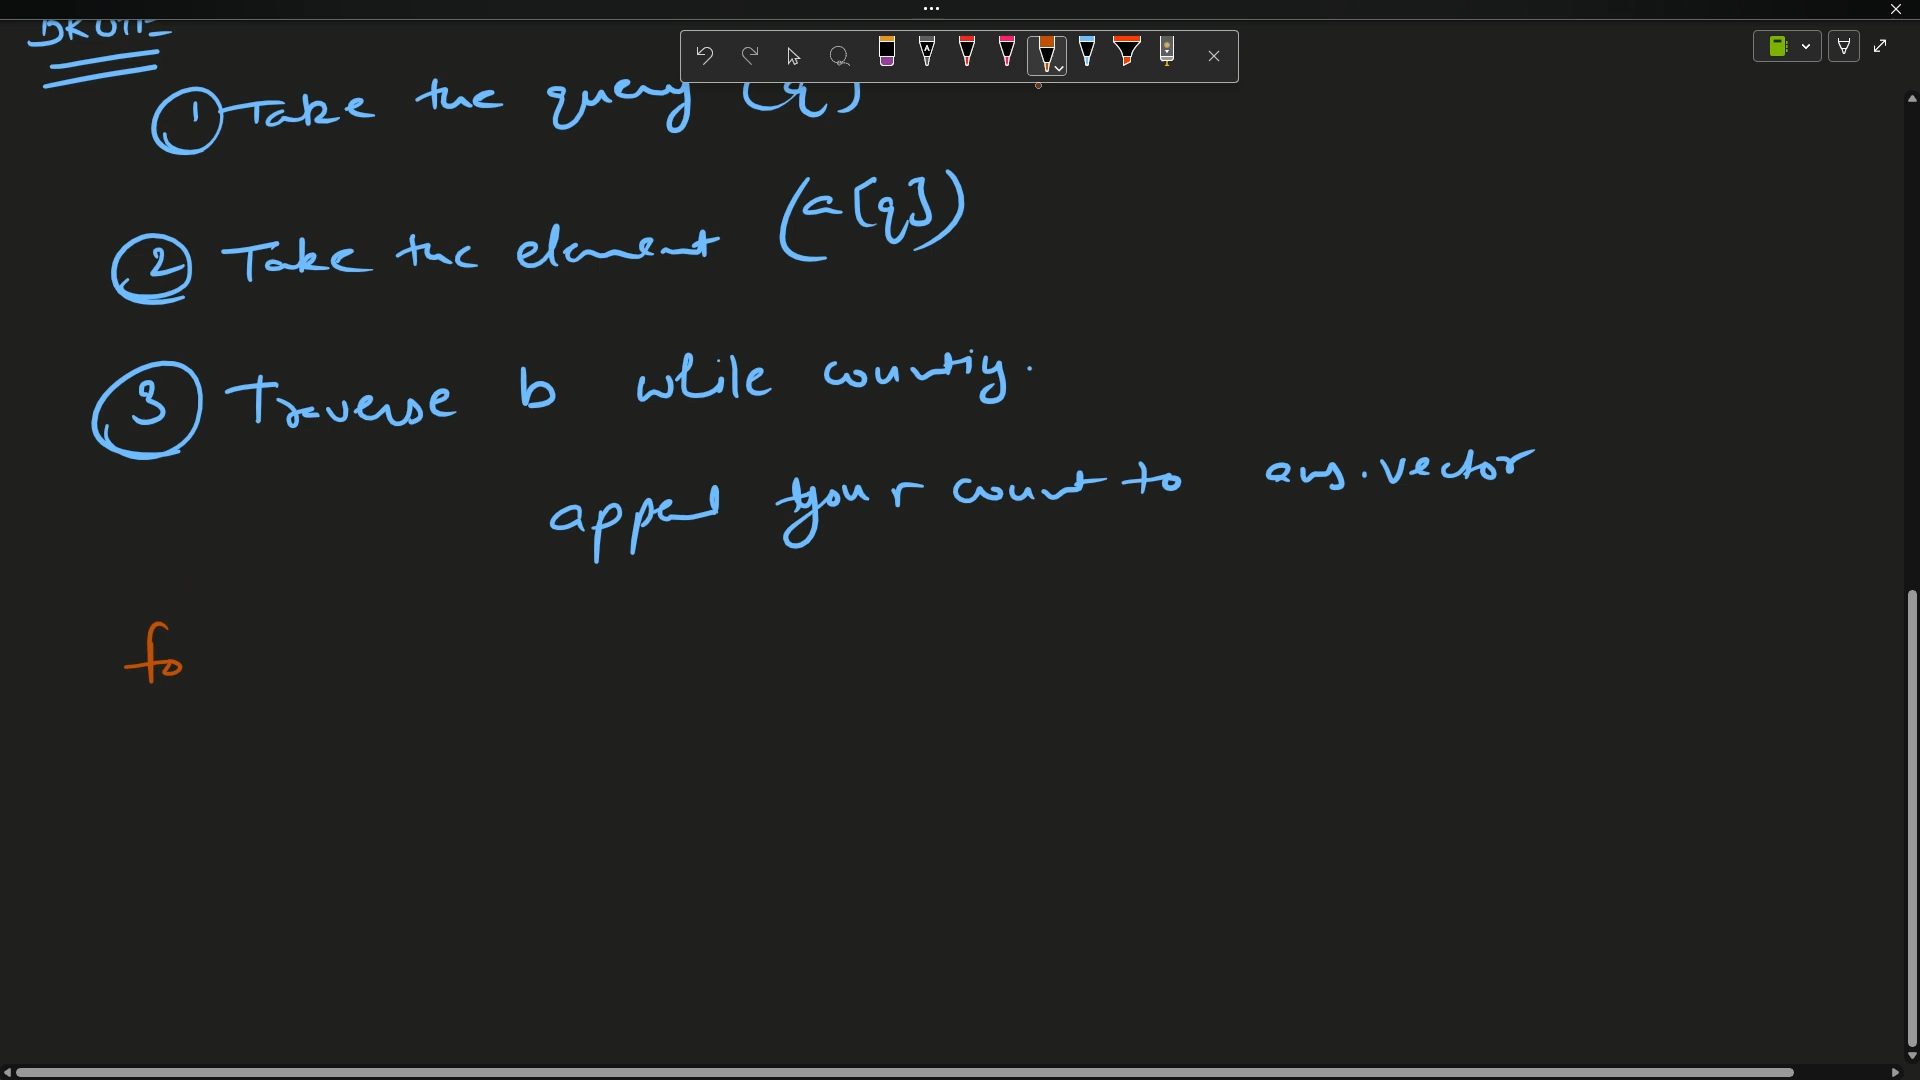 BRUTE
① Take the query (q)
② Take the element (a[q])
③ Traverse b while counting.
append your count to ans.vector
fo